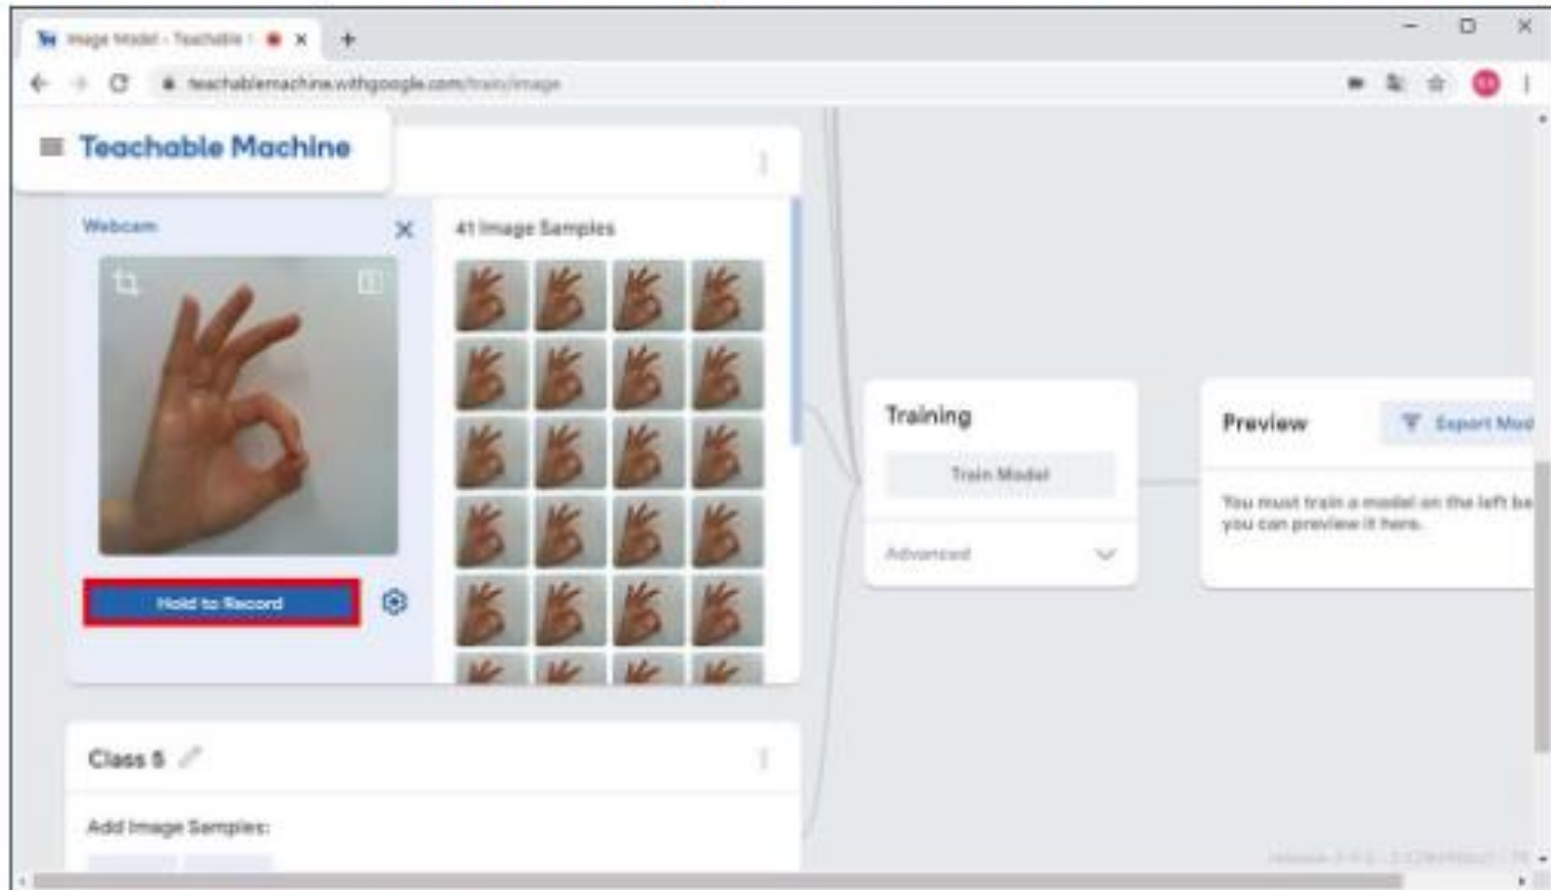 Image Model - Teachable
teachablemachine.withgoogle.com/train/image
Teachable Machine
Webcam
41 Image Samples
Hold to Record
Training
Train Model
Advanced
Preview
Export Mod
You must train a model on the left be
you can preview it here.
Class 5
Add Image Samples: